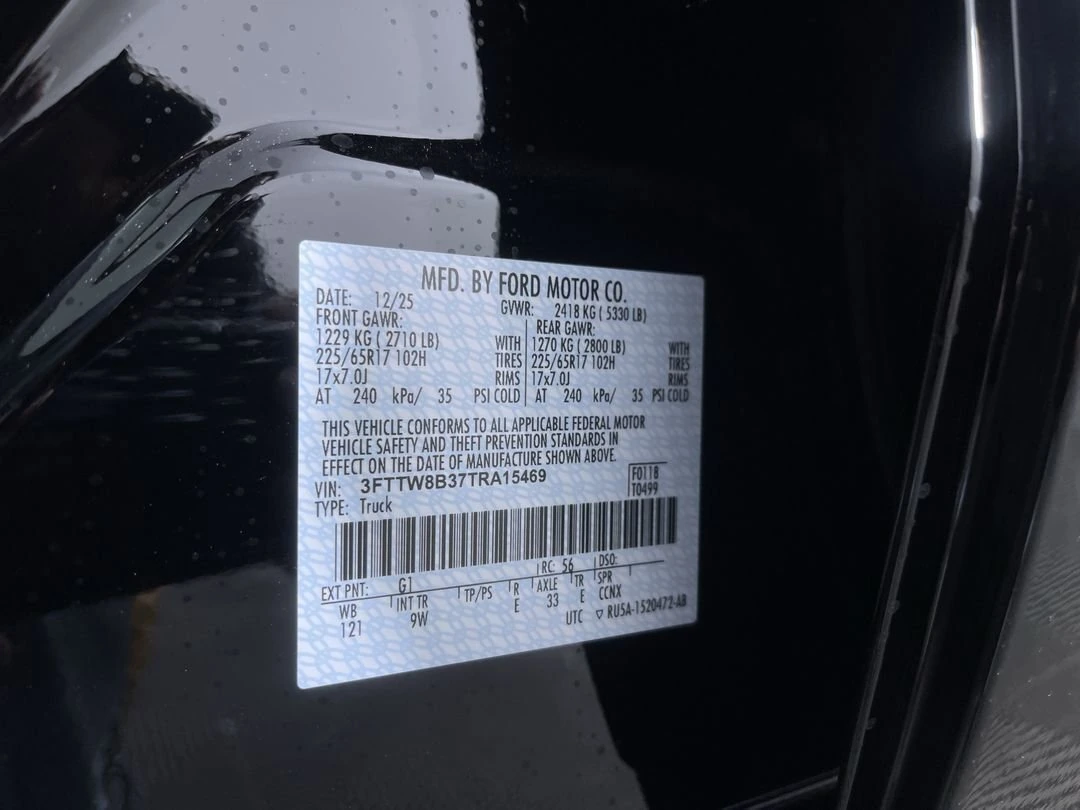 MFD. BY FORD MOTOR CO.
DATE: 12/25 GVWR: 2418 KG ( 5330 LB)
FRONT GAWR: REAR GAWR:
1229 KG ( 2710 LB) WITH 1270 KG ( 2800 LB) WITH
225/65R17 102H TIRES 225/65R17 102H TIRES
17x7.0J RIMS 17x7.0J RIMS
AT 240 kPa/ 35 PSI COLD AT 240 kPa/ 35 PSI COLD
THIS VEHICLE CONFORMS TO ALL APPLICABLE FEDERAL MOTOR
VEHICLE SAFETY AND THEFT PREVENTION STANDARDS IN
EFFECT ON THE DATE OF MANUFACTURE SHOWN ABOVE.
VIN: 3FTTW8B37TRA15469 F0118
TYPE: Truck T0499
EXT PNT: G1 RC: 56 DSO:
WB INT TR TP/PS R AXLE TR SPR
121 9W E 33 E CCNX
UTC ▽ RU5A-1520472-AB